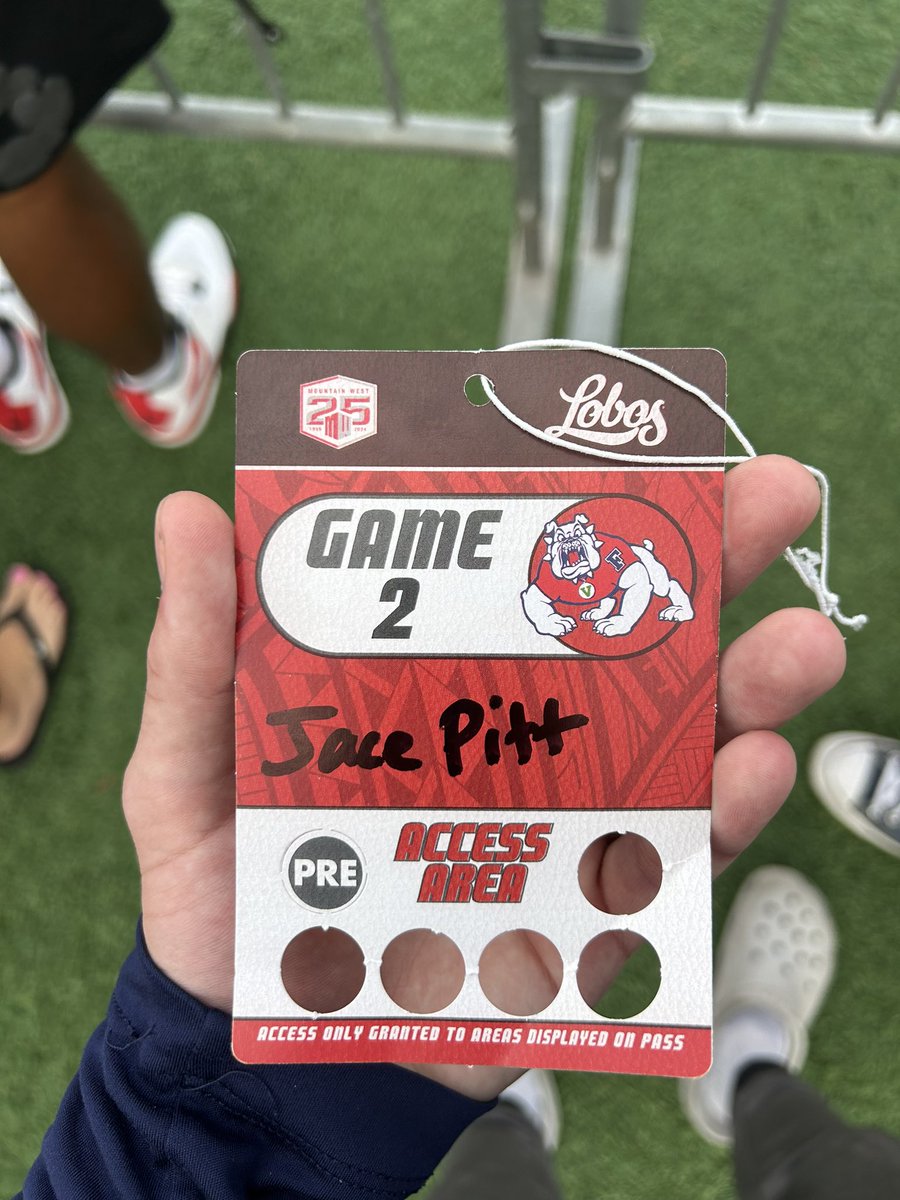 MOUNTAIN WEST
25
Lobos
GAME
2
F
V
Jace Pitt
PRE
ACCESS
AREA
ACCESS ONLY GRANTED TO AREAS DISPLAYED ON PASS